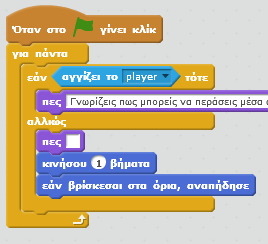 Όταν στο γίνει κλίκ
για πάντα
εάν αγγίζει το player τότε
πες Γνωρίζεις πως μπορείς να περάσεις μέσα
αλλιώς
πες
κινήσου 1 βήματα
εάν βρίσκεσαι στα όρια, αναπήδησε